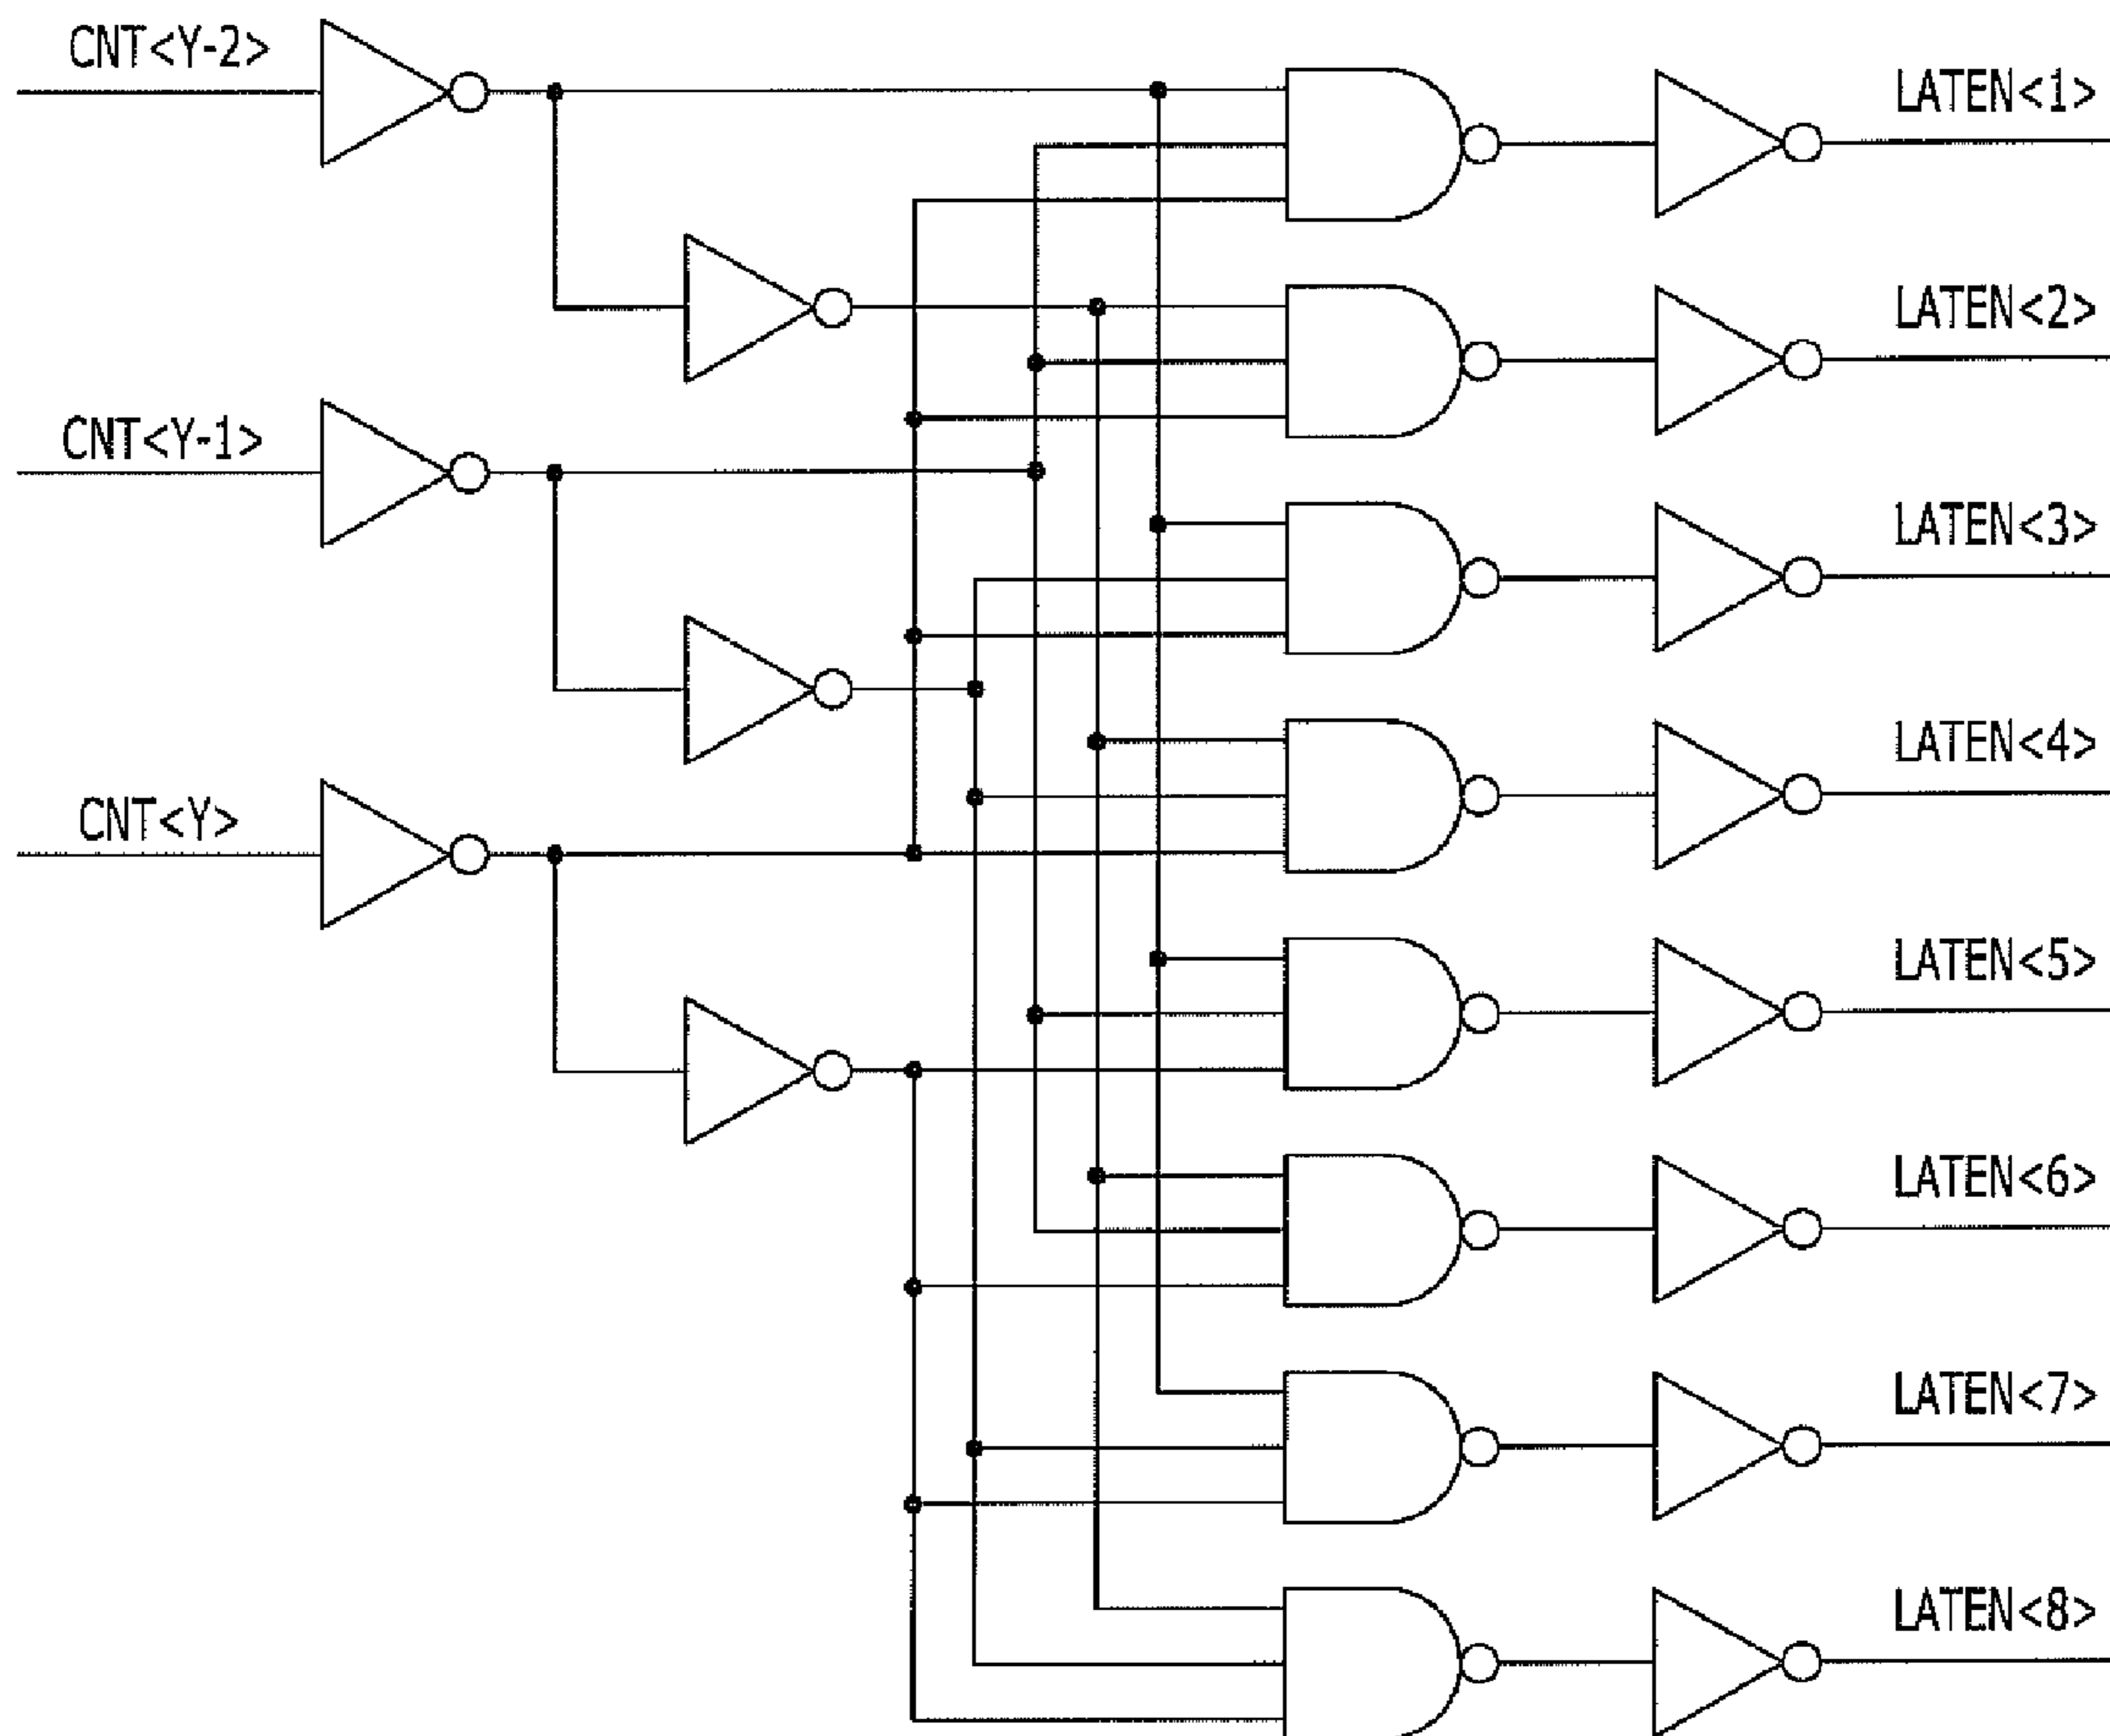 CNT<Y-2>
LATEN<1>
LATEN<2>
CNT<Y-1>
LATEN<3>
LATEN<4>
CNT<Y>
LATEN<5>
LATEN<6>
LATEN<7>
LATEN<8>